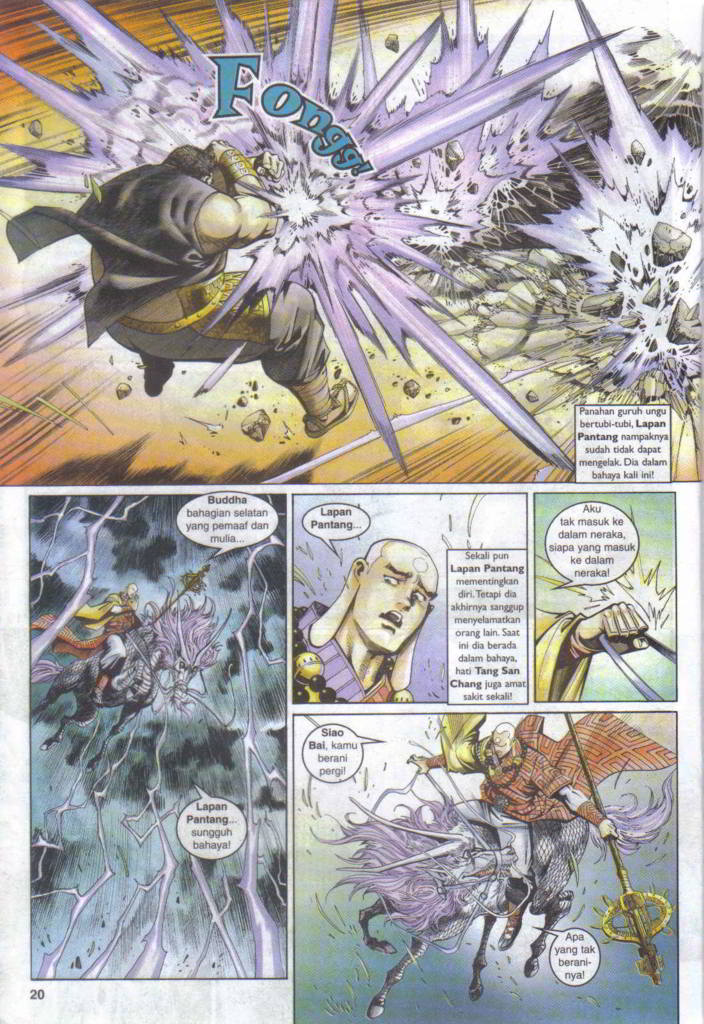 Fongg!
Panahan guruh ungu
bertubi-tubi, Lapan
Pantang nampaknya
sudah tidak dapat
mengelak. Dia dalam
bahaya kali ini!
Buddha
bahagian selatan
yang pemaaf dan
mulia...
Lapan
Pantang...
sungguh
bahaya!
Lapan
Pantang...
Sekali pun
Lapan Pantang
mementingkan
diri. Tetapi dia
akhirnya sanggup
menyelamatkan
orang lain. Saat
ini dia berada
dalam bahaya,
hati Tang San
Chang juga amat
sakit sekali!
Aku
tak masuk ke
dalam neraka,
siapa yang masuk
ke dalam
neraka!
Siao
Bai, kamu
berani
pergi!
Apa
yang tak
berani-
nya!
20